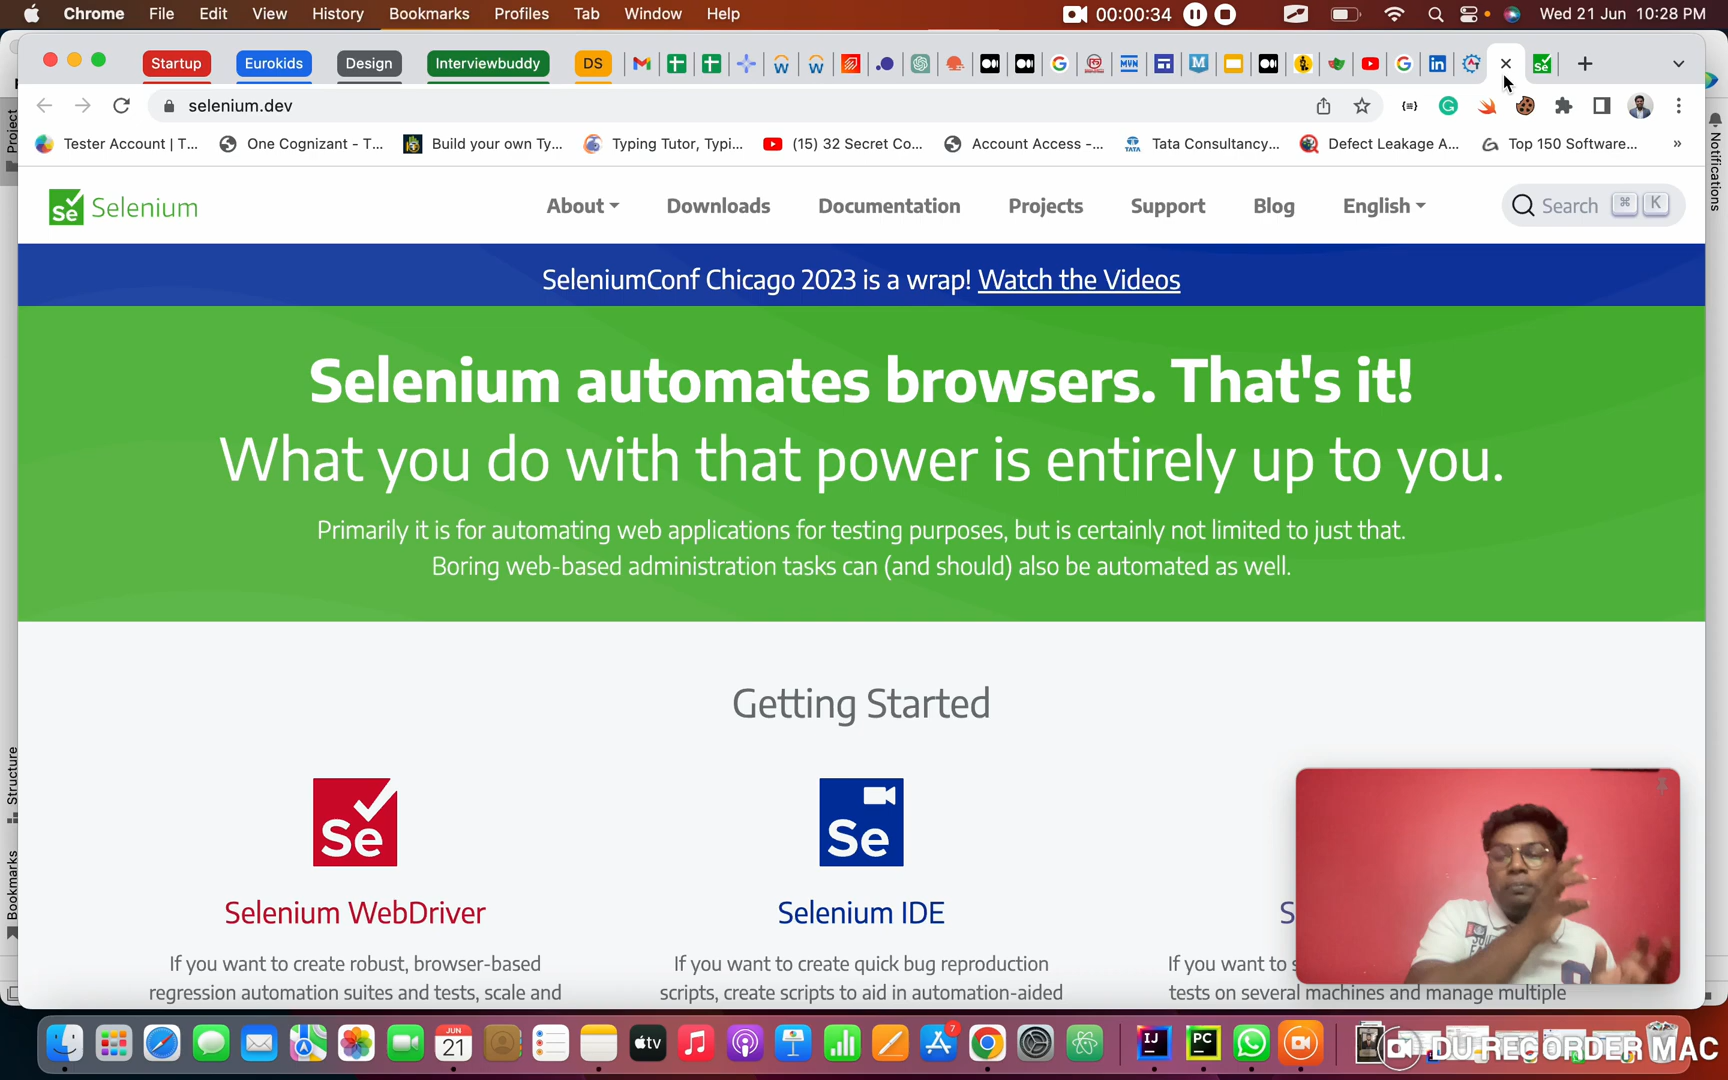 Chrome File Edit View History Bookmarks Profiles Tab Window Help 00:00:34 Wed 21 Jun 10:28 PM
Startup Eurokids Design Interviewbuddy DS
selenium.dev
Tester Account | T... One Cognizant - T... Build your own Ty... Typing Tutor, Typi... (15) 32 Secret Co... Account Access -... Tata Consultancy... Defect Leakage A... Top 150 Software... »
Project
Notifications
Se Selenium About Downloads Documentation Projects Support Blog English Search ⌘ K
SeleniumConf Chicago 2023 is a wrap! Watch the Videos
Selenium automates browsers. That's it!
What you do with that power is entirely up to you.
Primarily it is for automating web applications for testing purposes, but is certainly not limited to just that.
Boring web-based administration tasks can (and should) also be automated as well.
Getting Started
Structure
Bookmarks
Se Se
Selenium WebDriver Selenium IDE S
If you want to create robust, browser-based
regression automation suites and tests, scale and
If you want to create quick bug reproduction
scripts, create scripts to aid in automation-aided
If you want to s
tests on several machines and manage multiple
JUN
21
tv
7
IJ
PC
DU RECORDER MAC